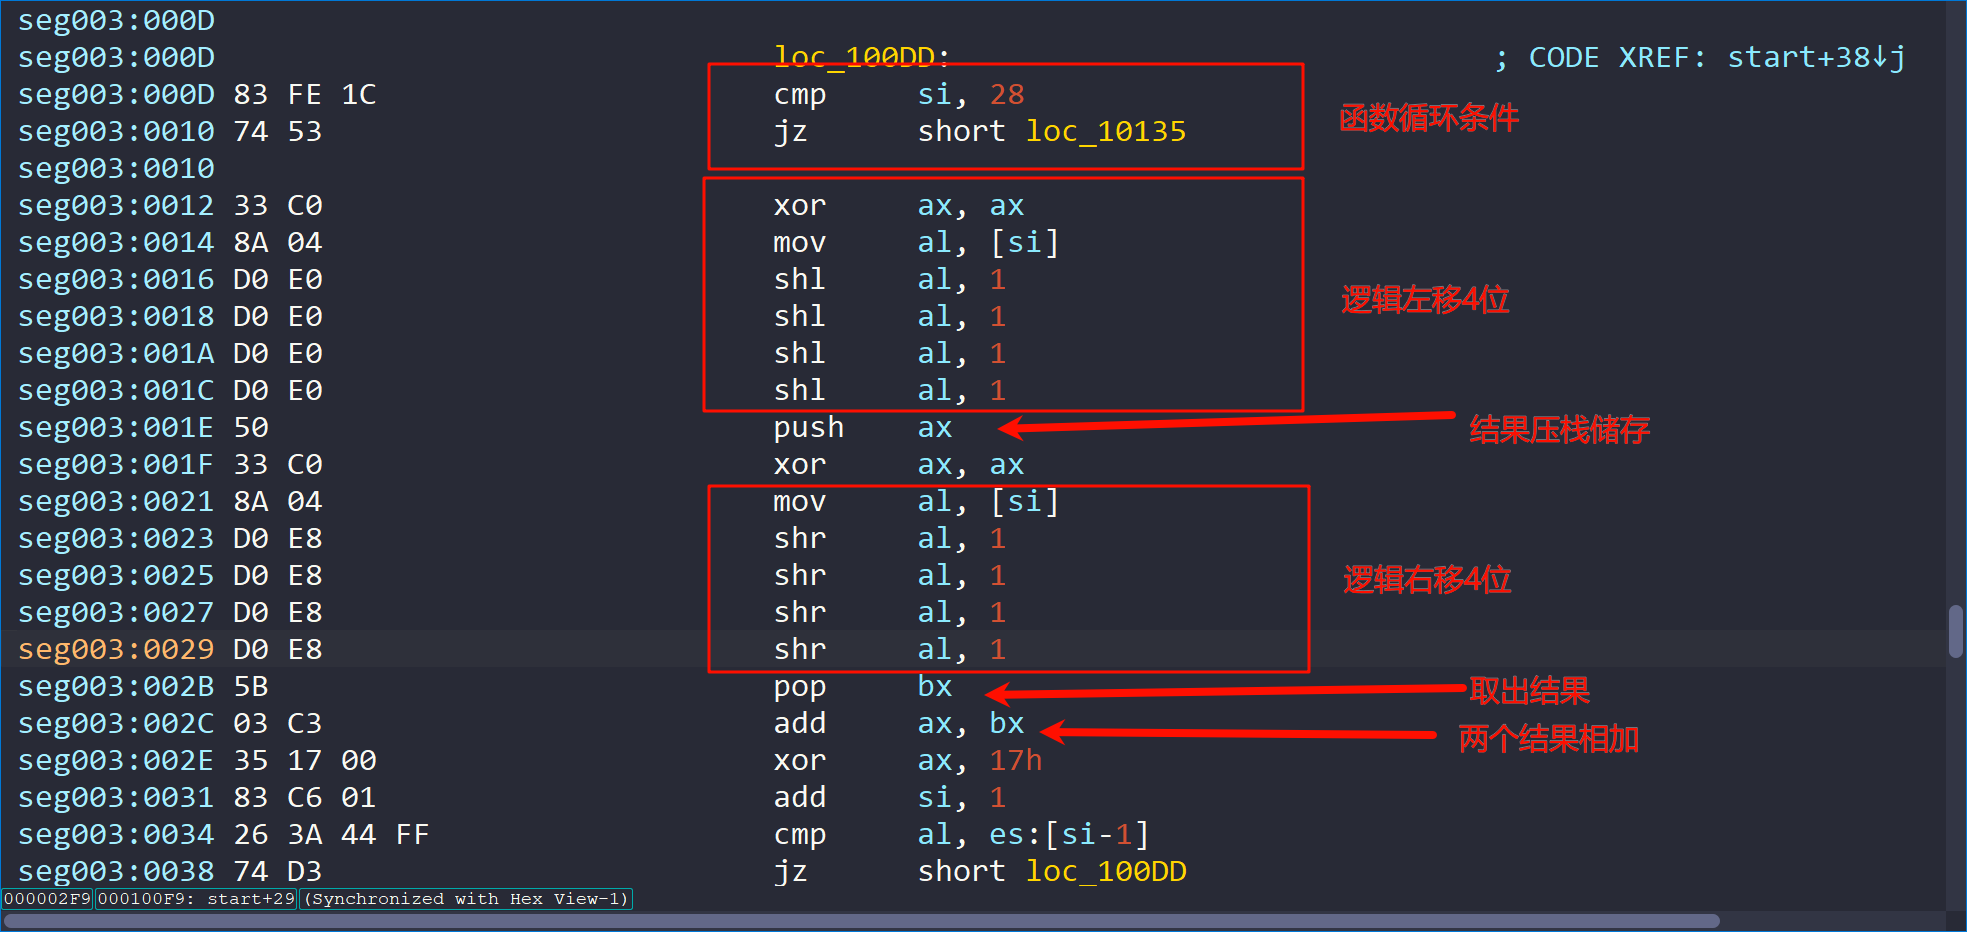 seg003:000D
seg003:000D loc_100DD: ; CODE XREF: start+38↓j
seg003:000D 83 FE 1C cmp si, 28
函数循环条件
seg003:0010 74 53 jz short loc_10135
seg003:0010
seg003:0012 33 C0 xor ax, ax
seg003:0014 8A 04 mov al, [si]
seg003:0016 D0 E0 shl al, 1
逻辑左移4位
seg003:0018 D0 E0 shl al, 1
seg003:001A D0 E0 shl al, 1
seg003:001C D0 E0 shl al, 1
seg003:001E 50 push ax 结果压栈储存
seg003:001F 33 C0 xor ax, ax
seg003:0021 8A 04 mov al, [si]
seg003:0023 D0 E8 shr al, 1
seg003:0025 D0 E8 shr al, 1 逻辑右移4位
seg003:0027 D0 E8 shr al, 1
seg003:0029 D0 E8 shr al, 1
seg003:002B 5B pop bx 取出结果
seg003:002C 03 C3 add ax, bx 两个结果相加
seg003:002E 35 17 00 xor ax, 17h
seg003:0031 83 C6 01 add si, 1
seg003:0034 26 3A 44 FF cmp al, es:[si-1]
seg003:0038 74 D3 jz short loc_100DD
000002F9 000100F9: start+29 (Synchronized with Hex View-1)